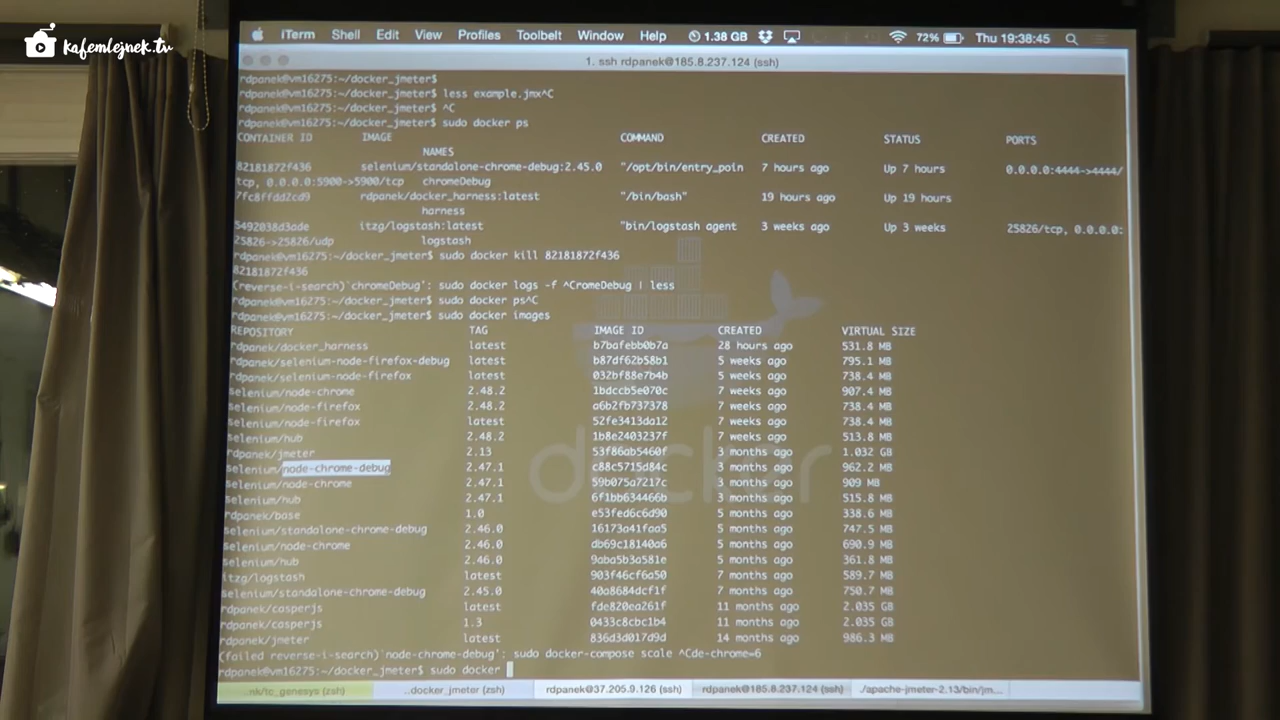 kafemlejnek.tv
iTerm Shell Edit View Profiles Toolbelt Window Help 1.38 GB 72% Thu 19:38:45
1. ssh rdpanek@185.8.237.124 (ssh)
rdpanek@vm16275:~/docker_jmeter$
rdpanek@vm16275:~/docker_jmeter$ less example.jmx^C
rdpanek@vm16275:~/docker_jmeter$ ^C
rdpanek@vm16275:~/docker_jmeter$ sudo docker ps
CONTAINER ID IMAGE COMMAND CREATED STATUS PORTS
NAMES
82181872f436 selenium/standalone-chrome-debug:2.45.0 "/opt/bin/entry_poin 7 hours ago Up 7 hours 0.0.0.0:4444->4444/
tcp, 0.0.0.0:5900->5900/tcp chromeDebug
7fc8ffdd2cd9 rdpanek/docker_harness:latest "/bin/bash" 19 hours ago Up 19 hours
harness
5492038d3ade itzg/logstash:latest "bin/logstash agent 3 weeks ago Up 3 weeks 25826/tcp, 0.0.0.0:
25826->25826/udp logstash
rdpanek@vm16275:~/docker_jmeter$ sudo docker kill 82181872f436
82181872f436
(reverse-i-search)`chromeDebug': sudo docker logs -f ^CromeDebug | less
rdpanek@vm16275:~/docker_jmeter$ sudo docker ps^C
rdpanek@vm16275:~/docker_jmeter$ sudo docker images
REPOSITORY TAG IMAGE ID CREATED VIRTUAL SIZE
rdpanek/docker_harness latest b7bafebb0b7a 28 hours ago 531.8 MB
rdpanek/selenium-node-firefox-debug latest b87df62b58b1 5 weeks ago 795.1 MB
rdpanek/selenium-node-firefox latest 032bf88e7b4b 5 weeks ago 738.4 MB
selenium/node-chrome 2.48.2 1bdccb5e070c 7 weeks ago 907.4 MB
selenium/node-firefox 2.48.2 a6b2fb737378 7 weeks ago 738.4 MB
selenium/node-firefox latest 52fe3413da12 7 weeks ago 738.4 MB
selenium/hub 2.48.2 1b8e2403237f 7 weeks ago 513.8 MB
rdpanek/jmeter 2.13 53f86ab5460f 3 months ago 1.032 GB
selenium/node-chrome-debug 2.47.1 c88c5715d84c 3 months ago 962.2 MB
selenium/node-chrome 2.47.1 59b075a7217c 3 months ago 909 MB
selenium/hub 2.47.1 6f1bb634466b 3 months ago 515.8 MB
rdpanek/base 1.0 e53fed6c6d90 5 months ago 338.6 MB
selenium/standalone-chrome-debug 2.46.0 16173a41faa5 5 months ago 747.5 MB
selenium/node-chrome 2.46.0 db69c18140a6 5 months ago 690.9 MB
selenium/hub 2.46.0 9aba5b3a581e 5 months ago 361.8 MB
itzg/logstash latest 903f46cf6a50 7 months ago 589.7 MB
selenium/standalone-chrome-debug 2.45.0 40a8684dcf1f 7 months ago 750.7 MB
rdpanek/casperjs latest fde820ea261f 11 months ago 2.035 GB
rdpanek/casperjs 1.3 0433c8cbc1b4 11 months ago 2.035 GB
rdpanek/jmeter latest 836d3d017d9d 14 months ago 986.3 MB
(failed reverse-i-search)`node-chrome-debug': sudo docker-compose scale ^Cde-chrome=6
rdpanek@vm16275:~/docker_jmeter$ sudo docker
docker
..nk/tc_genesys (zsh) ..docker_jmeter (zsh) rdpanek@37.205.9.126 (ssh) rdpanek@185.8.237.124 (ssh) ./apache-jmeter-2.13/bin/jm...